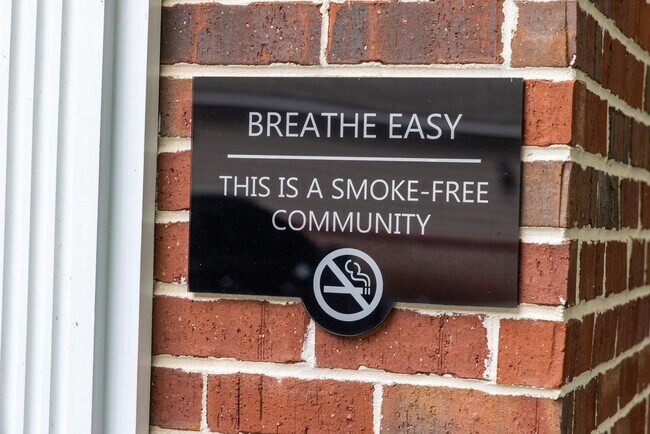 BREATHE EASY
THIS IS A SMOKE-FREE
COMMUNITY